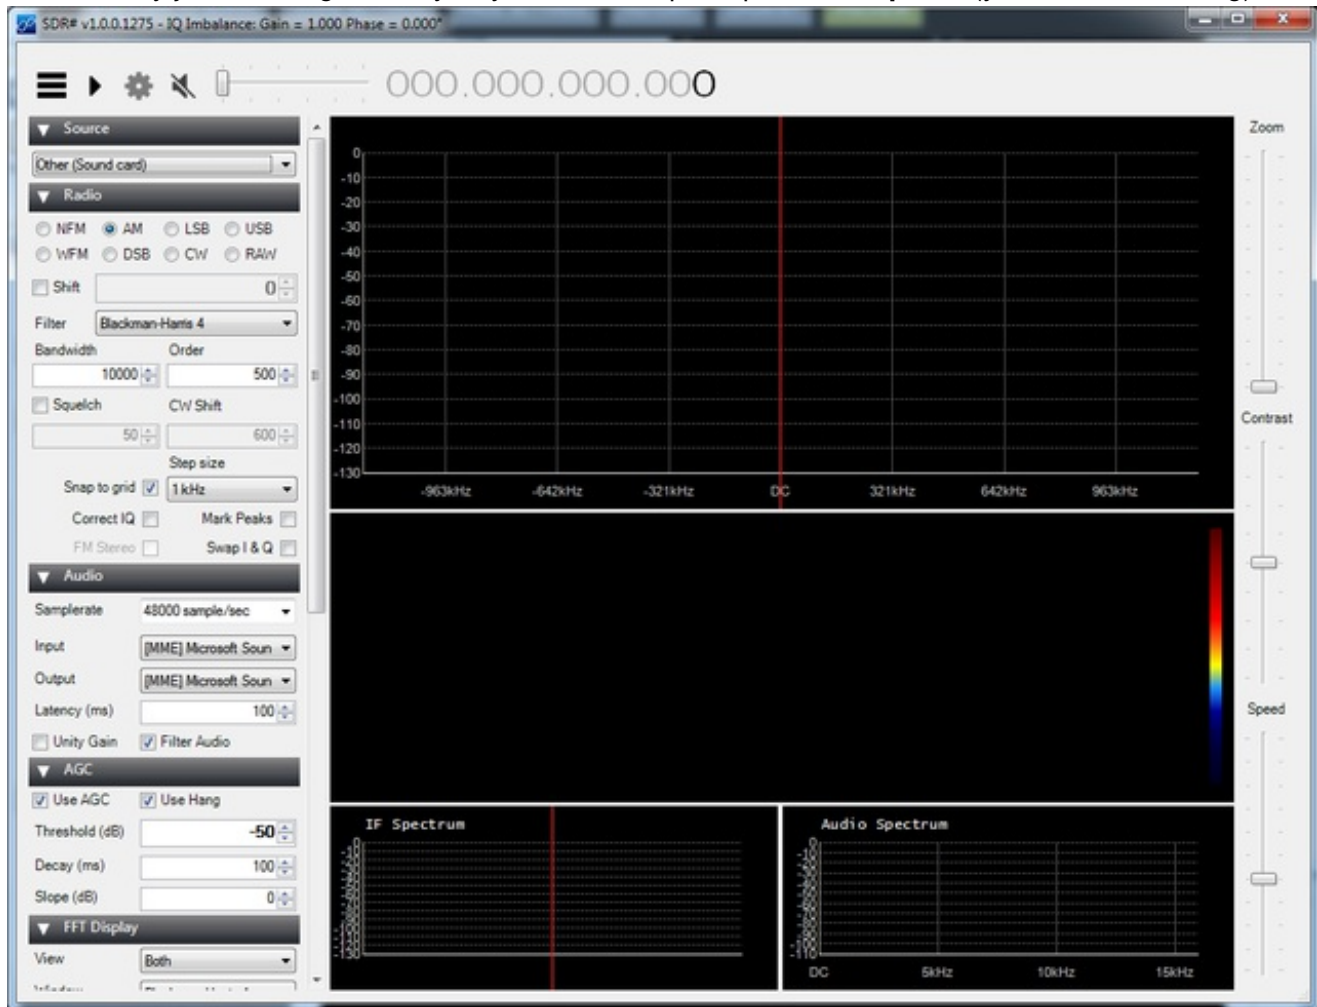 SDR# v1.0.0.1275 - IQ Imbalance: Gain = 1.000 Phase = 0.000°
000.000.000.000
Source
Other (Sound card)
Radio
NFM AM LSB USB
WFM DSB CW RAW
Shift 0
Filter Blackman-Harris 4
Bandwidth Order
10000 500
Squelch CW Shift
50 600
Step size
Snap to grid 1 kHz
Correct IQ Mark Peaks
FM Stereo Swap I & Q
Audio
Samplerate 48000 sample/sec
Input [MME] Microsoft Soun
Output [MME] Microsoft Soun
Latency (ms) 100
Unity Gain Filter Audio
AGC
Use AGC Use Hang
Threshold (dB) -50
Decay (ms) 100
Slope (dB) 0
FFT Display
View Both
0
-10
-20
-30
-40
-50
-60
-70
-80
-90
-100
-110
-120
-130
-963kHz -642kHz -321kHz DC 321kHz 642kHz 963kHz
IF Spectrum
-130
Audio Spectrum
-110
DC 5kHz 10kHz 15kHz
Zoom
Contrast
Speed